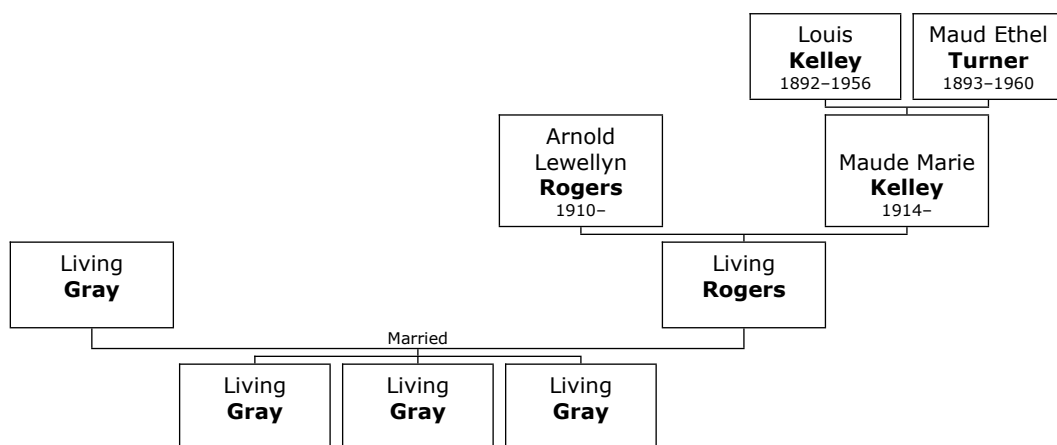 Louis
Kelley
1892–1956
Maud Ethel
Turner
1893–1960
Arnold
Lewellyn
Rogers
1910–
Maude Marie
Kelley
1914–
Living
Gray
Living
Rogers
Married
Living
Gray
Living
Gray
Living
Gray